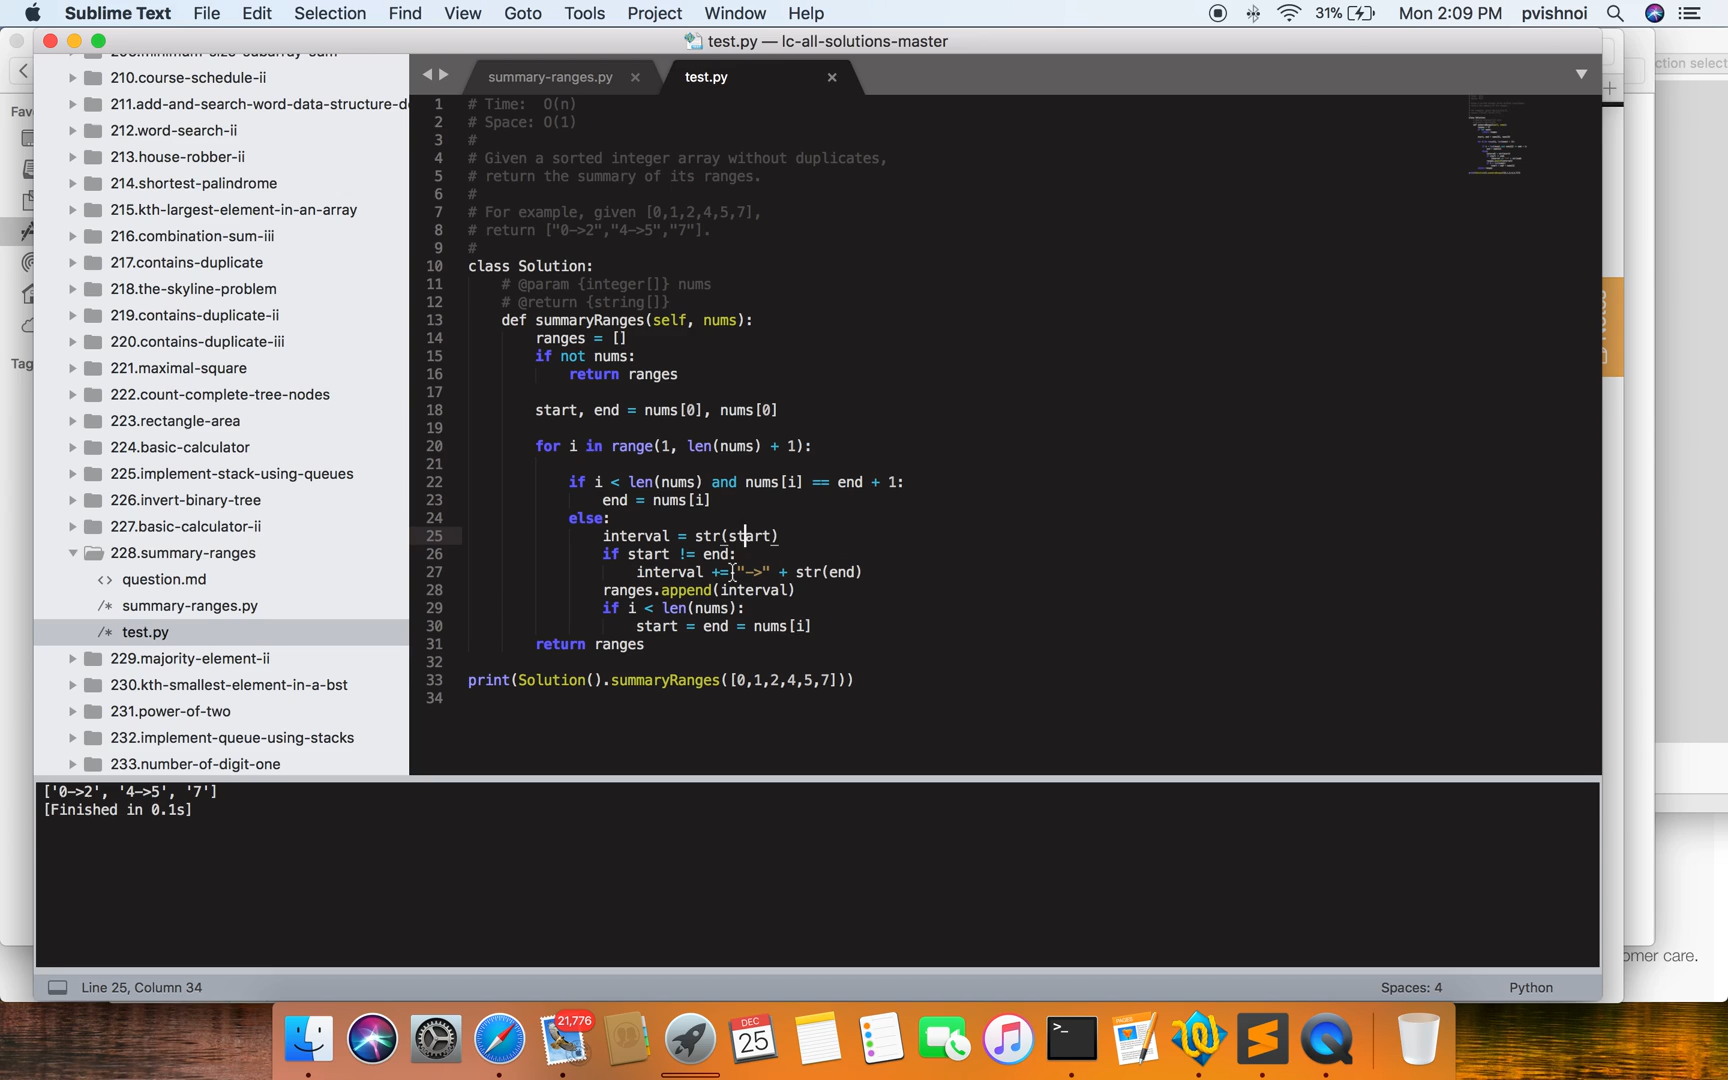 Sublime Text File Edit Selection Find View Goto Tools Project Window Help 31% Mon 2:09 PM pvishnoi
test.py — lc-all-solutions-master
ction select
summary-ranges.py × test.py ×
210.course-schedule-ii
211.add-and-search-word-data-structure-de
212.word-search-ii
213.house-robber-ii
214.shortest-palindrome
215.kth-largest-element-in-an-array
216.combination-sum-iii
217.contains-duplicate
218.the-skyline-problem
219.contains-duplicate-ii
220.contains-duplicate-iii
221.maximal-square
222.count-complete-tree-nodes
223.rectangle-area
224.basic-calculator
225.implement-stack-using-queues
226.invert-binary-tree
227.basic-calculator-ii
228.summary-ranges
<> question.md
/* summary-ranges.py
/* test.py
229.majority-element-ii
230.kth-smallest-element-in-a-bst
231.power-of-two
232.implement-queue-using-stacks
233.number-of-digit-one
Fav
Tag
1 # Time: O(n)
2 # Space: O(1)
3 #
4 # Given a sorted integer array without duplicates,
5 # return the summary of its ranges.
6 #
7 # For example, given [0,1,2,4,5,7],
8 # return ["0->2","4->5","7"].
9 #
10 class Solution:
11 # @param {integer[]} nums
12 # @return {string[]}
13 def summaryRanges(self, nums):
14 ranges = []
15 if not nums:
16 return ranges
17
18 start, end = nums[0], nums[0]
19
20 for i in range(1, len(nums) + 1):
21
22 if i < len(nums) and nums[i] == end + 1:
23 end = nums[i]
24 else:
25 interval = str(start)
26 if start != end:
27 interval += "->" + str(end)
28 ranges.append(interval)
29 if i < len(nums):
30 start = end = nums[i]
31 return ranges
32
33 print(Solution().summaryRanges([0,1,2,4,5,7]))
34
['0->2', '4->5', '7']
[Finished in 0.1s]
omer care.
Line 25, Column 34 Spaces: 4 Python
21,776
DEC
25